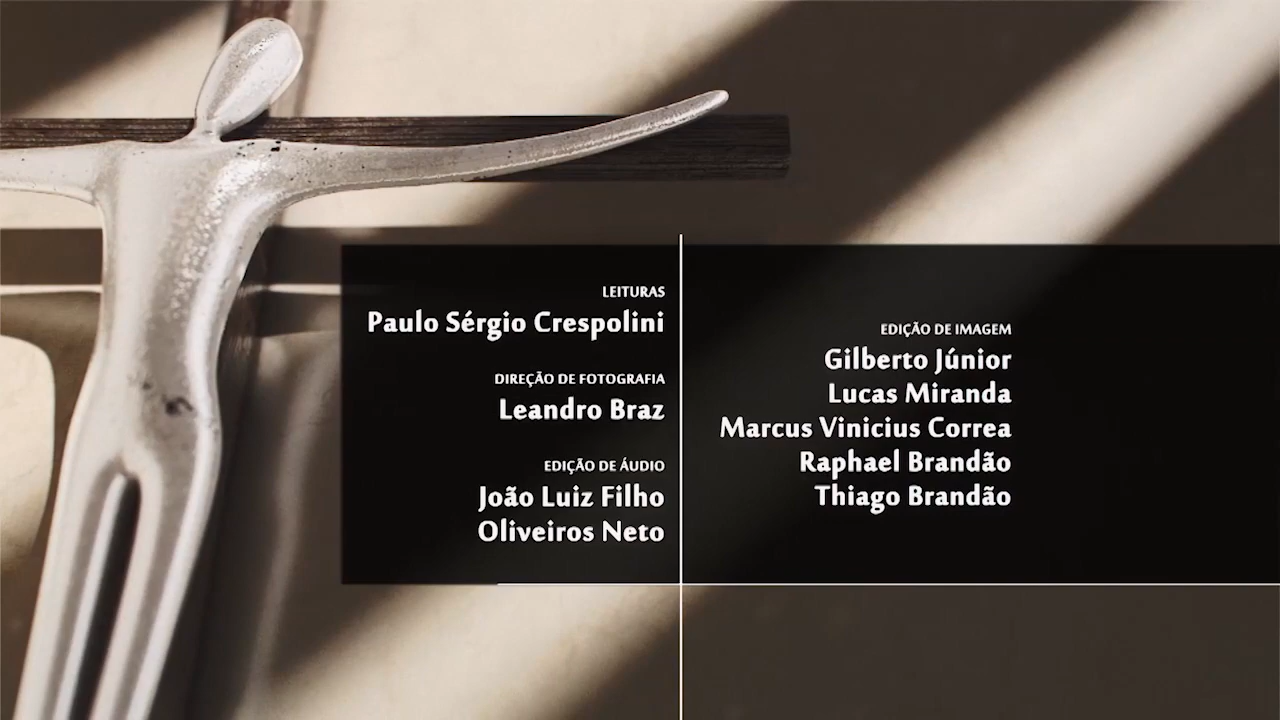 LEITURAS
Paulo Sérgio Crespolini
DIREÇÃO DE FOTOGRAFIA
Leandro Braz
EDIÇÃO DE ÁUDIO
João Luiz Filho
Oliveiros Neto
EDIÇÃO DE IMAGEM
Gilberto Júnior
Lucas Miranda
Marcus Vinicius Correa
Raphael Brandão
Thiago Brandão